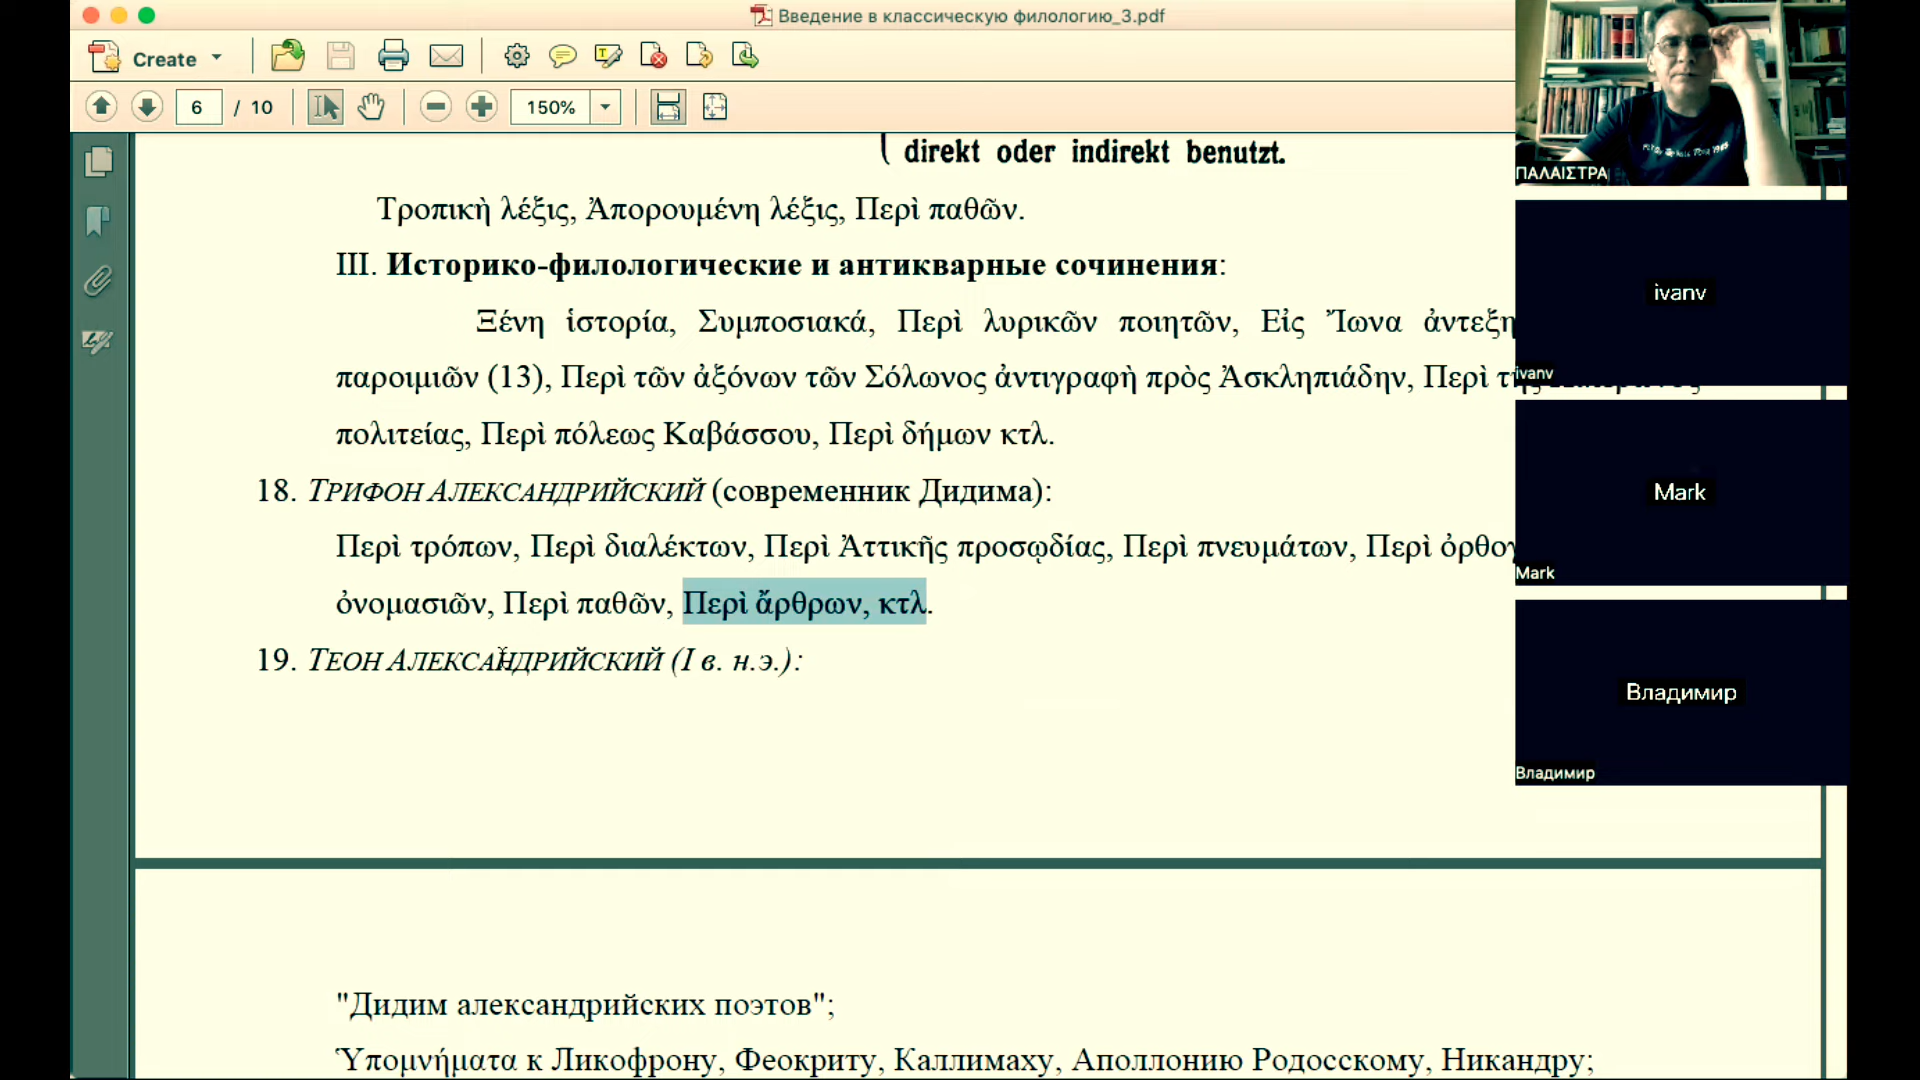 Введение в классическую филологию_3.pdf
Create
6 / 10
150%
direkt oder indirekt benutzt.
Τροπικὴ λέξις, Ἀπορουμένη λέξις, Περὶ παθῶν.
III. Историко-филологические и антикварные сочинения:
Ξένη ἱστορία, Συμποσιακά, Περὶ λυρικῶν ποιητῶν, Εἰς Ἴωνα ἀντεξη
παροιμιῶν (13), Περὶ τῶν ἀξόνων τῶν Σόλωνος ἀντιγραφὴ πρὸς Ἀσκληπιάδην, Περὶ
πολιτείας, Περὶ πόλεως Καβάσσου, Περὶ δήμων κτλ.
18. ТРИФОН АЛЕКСАНДРИЙСКИЙ (современник Дидима):
Περὶ τρόπων, Περὶ διαλέκτων, Περὶ Ἀττικῆς προσῳδίας, Περὶ πνευμάτων, Περὶ ὀρθογ
ὀνομασιῶν, Περὶ παθῶν, Περὶ ἄρθρων, κτλ.
19. ТЕОН АЛЕКСАНДРИЙСКИЙ (I в. н.э.):
"Дидим александрийских поэтов";
Ὑπομνήματα к Ликофрону, Феокриту, Каллимаху, Аполлонию Родосскому, Никандру;
ΠΑΛΑΙΣΤΡΑ
ivanv
ivanv
Mark
Mark
Владимир
Владимир